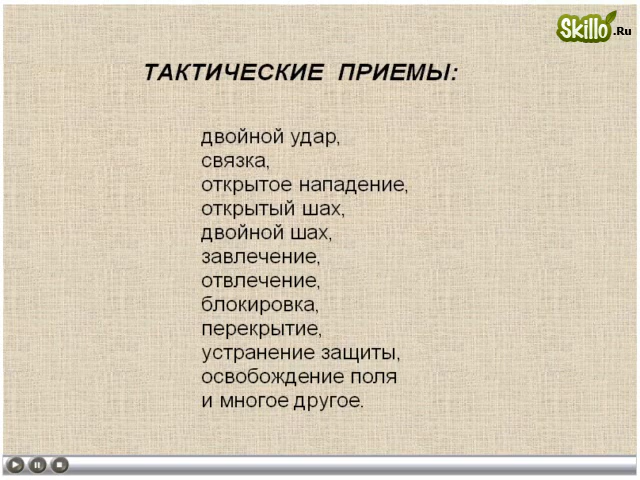 Skillo.Ru
ТАКТИЧЕСКИЕ ПРИЕМЫ:
двойной удар,
связка,
открытое нападение,
открытый шах,
двойной шах,
завлечение,
отвлечение,
блокировка,
перекрытие,
устранение защиты,
освобождение поля
и многое другое.